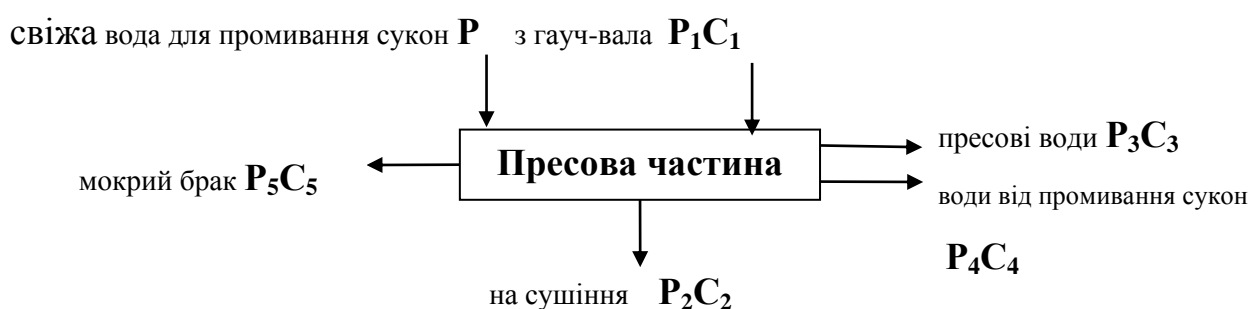 свіжа вода для промивання сукон P з гауч-вала P₁C₁
Пресова частина
мокрий брак P₅C₅
пресові води P₃C₃
води від промивання сукон
P₄C₄
на сушіння P₂C₂